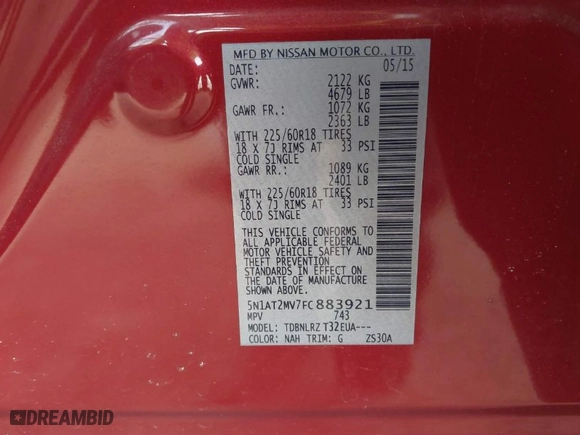 MFD BY NISSAN MOTOR CO., LTD.
DATE: 05/15
GVWR: 2122 KG
4679 LB
GAWR FR.: 1072 KG
2363 LB
WITH 225/60R18 TIRES
18 X 7J RIMS AT 33 PSI
COLD SINGLE
GAWR RR.: 1089 KG
2401 LB
WITH 225/60R18 TIRES
18 X 7J RIMS AT 33 PSI
COLD SINGLE
THIS VEHICLE CONFORMS TO
ALL APPLICABLE FEDERAL
MOTOR VEHICLE SAFETY AND
THEFT PREVENTION
STANDARDS IN EFFECT ON
THE DATE OF MANUFACTURE
SHOWN ABOVE.
5N1AT2MV7FC883921
MPV 743
MODEL: TDBNLRZ T32EUA---
COLOR: NAH TRIM: G ZS30A
DREAMBID